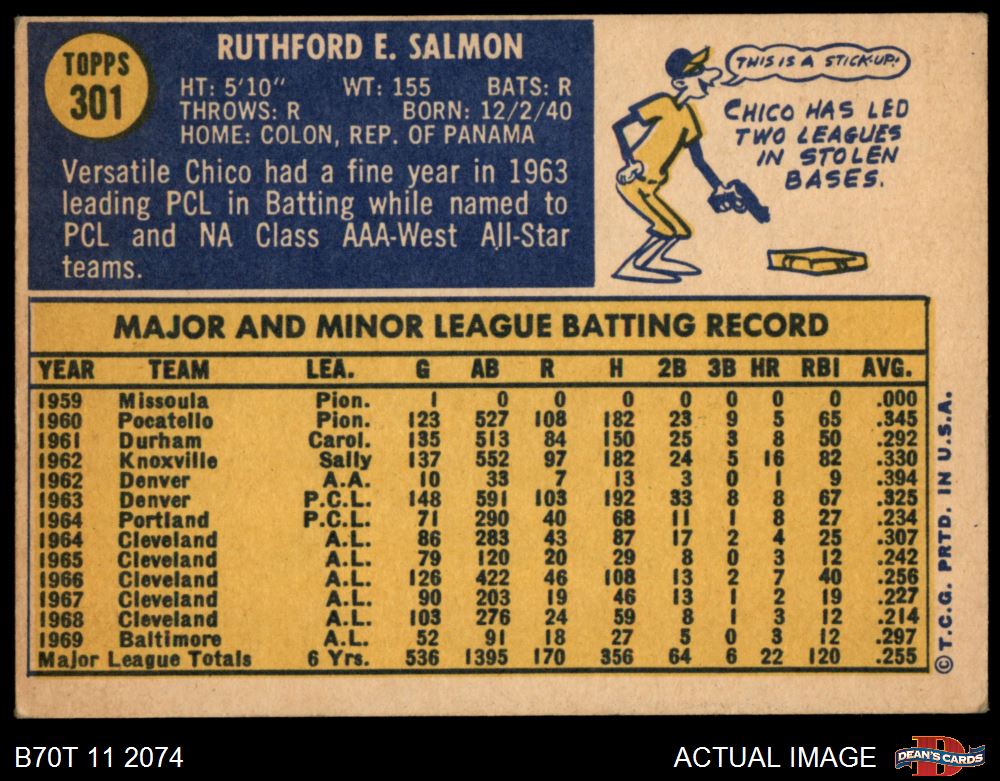 TOPPS
301
RUTHFORD E. SALMON
HT: 5'10" WT: 155 BATS: R
THROWS: R BORN: 12/2/40
HOME: COLON, REP. OF PANAMA
Versatile Chico had a fine year in 1963
leading PCL in Batting while named to
PCL and NA Class AAA-West All-Star
teams.
THIS IS A STICK-UP!
CHICO HAS LED
TWO LEAGUES
IN STOLEN
BASES.
MAJOR AND MINOR LEAGUE BATTING RECORD
YEAR TEAM LEA. G AB R H 2B 3B HR RBI AVG.
1959 Missoula Pion. 1 0 0 0 0 0 0 0 .000
1960 Pocatello Pion. 123 527 108 182 23 9 5 65 .345
1961 Durham Carol. 135 513 84 150 25 3 8 50 .292
1962 Knoxville Sally 137 552 97 182 24 5 16 82 .330
1962 Denver A.A. 10 33 7 13 3 0 1 9 .394
1963 Denver P.C.L. 148 591 103 192 33 8 8 67 .325
1964 Portland P.C.L. 71 290 40 68 11 1 8 27 .234
1964 Cleveland A.L. 86 283 43 87 17 2 4 25 .307
1965 Cleveland A.L. 79 120 20 29 8 0 3 12 .242
1966 Cleveland A.L. 126 422 46 108 13 2 7 40 .256
1967 Cleveland A.L. 90 203 19 46 13 1 2 19 .227
1968 Cleveland A.L. 103 276 24 59 8 1 3 12 .214
1969 Baltimore A.L. 52 91 18 27 5 0 3 12 .297
Major League Totals 6 Yrs. 536 1395 170 356 64 6 22 120 .255
© T.C.G. PRTD. IN U.S.A.
B70T 11 2074
ACTUAL IMAGE
DEAN'S CARDS